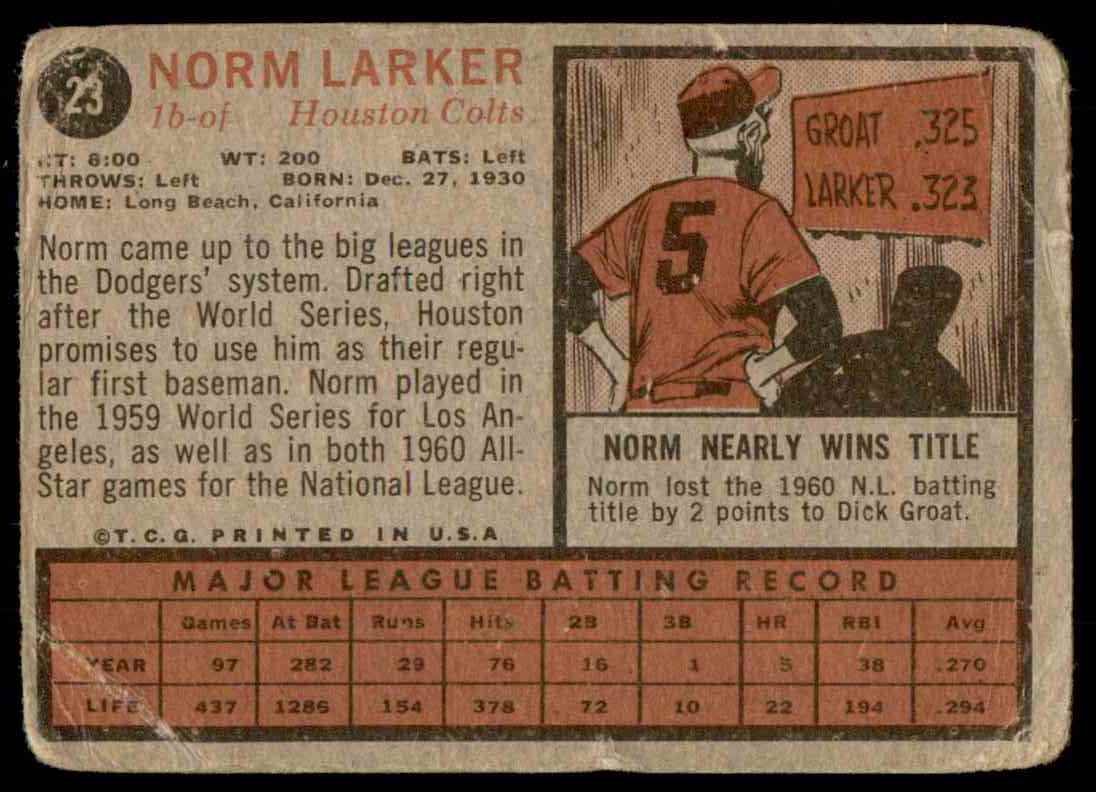 23
NORM LARKER
1b-of Houston Colts
HT: 6:00 WT: 200 BATS: Left
THROWS: Left BORN: Dec. 27, 1930
HOME: Long Beach, California
Norm came up to the big leagues in
the Dodgers' system. Drafted right
after the World Series, Houston
promises to use him as their regu-
lar first baseman. Norm played in
the 1959 World Series for Los An-
geles, as well as in both 1960 All-
Star games for the National League.
©T.C.G. PRINTED IN U.S.A
GROAT .325
LARKER .323
5
NORM NEARLY WINS TITLE
Norm lost the 1960 N.L. batting
title by 2 points to Dick Groat.
MAJOR LEAGUE BATTING RECORD
Games At Bat Runs Hits 2B 3B HR RBI Avg
YEAR 97 282 29 76 16 1 5 38 .270
LIFE 437 1286 154 378 72 10 22 194 .294